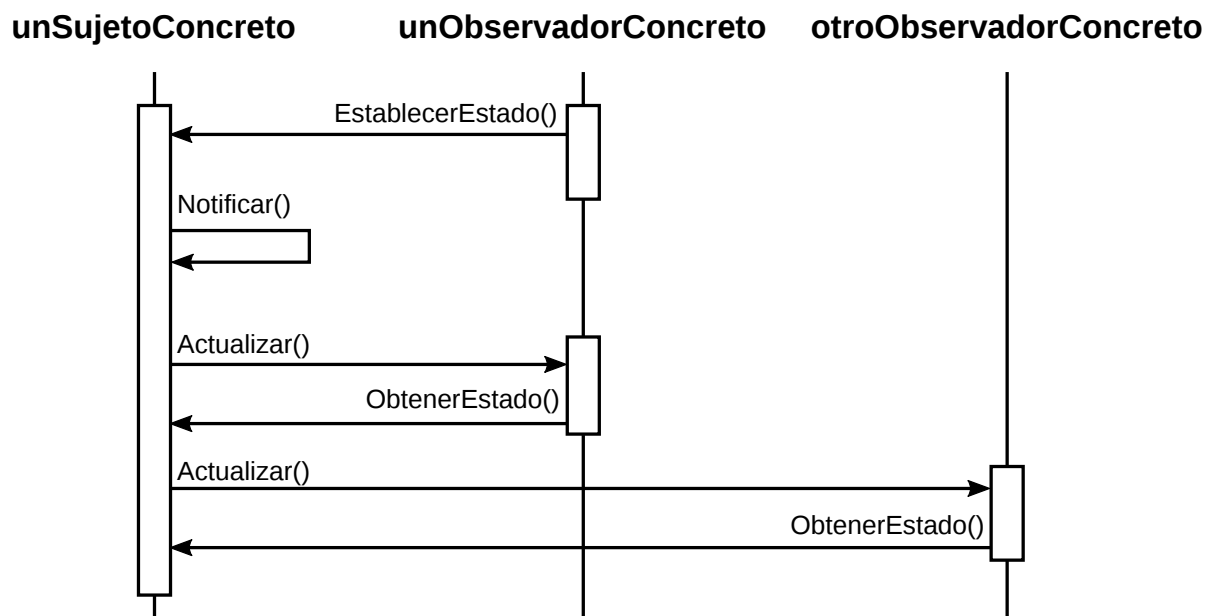 unSujetoConcreto unObservadorConcreto otroObservadorConcreto
EstablecerEstado()
Notificar()
Actualizar()
ObtenerEstado()
Actualizar()
ObtenerEstado()